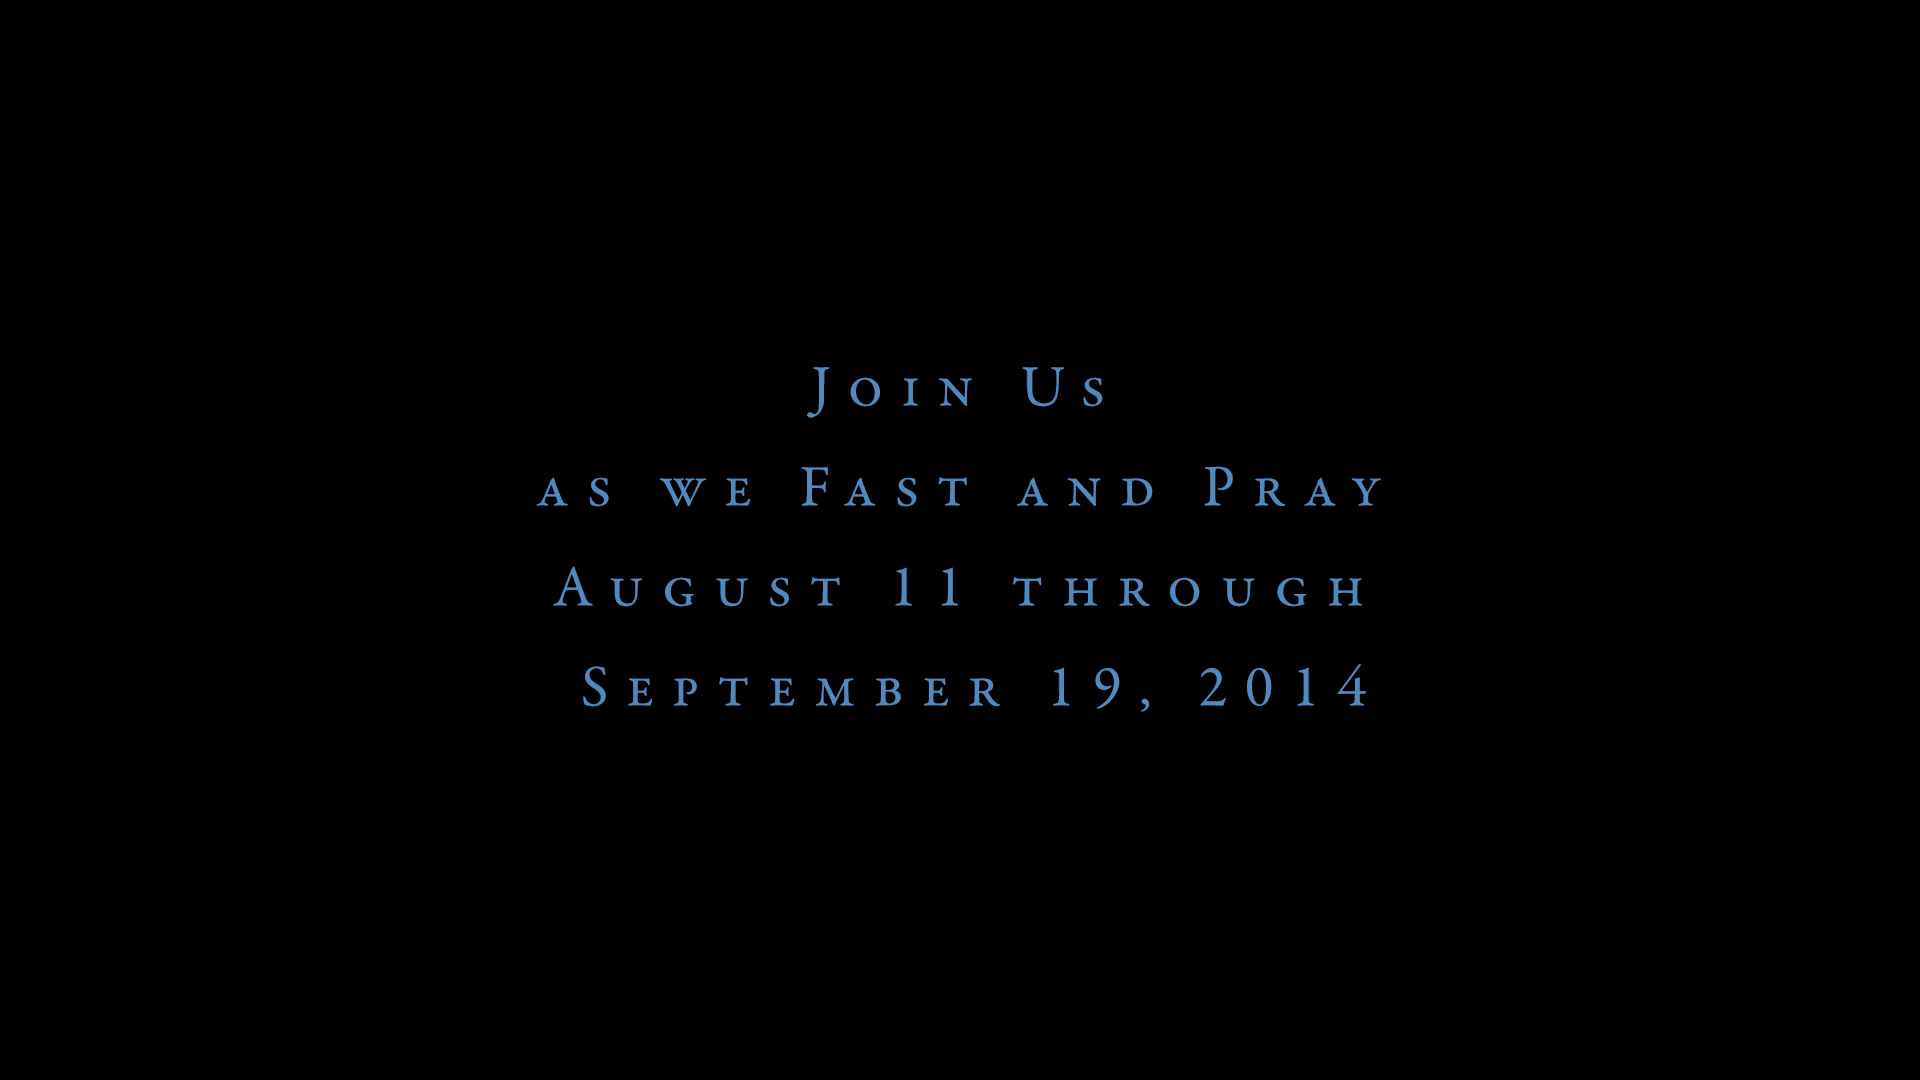 Join Us
as we Fast and Pray
August 11 through
September 19, 2014